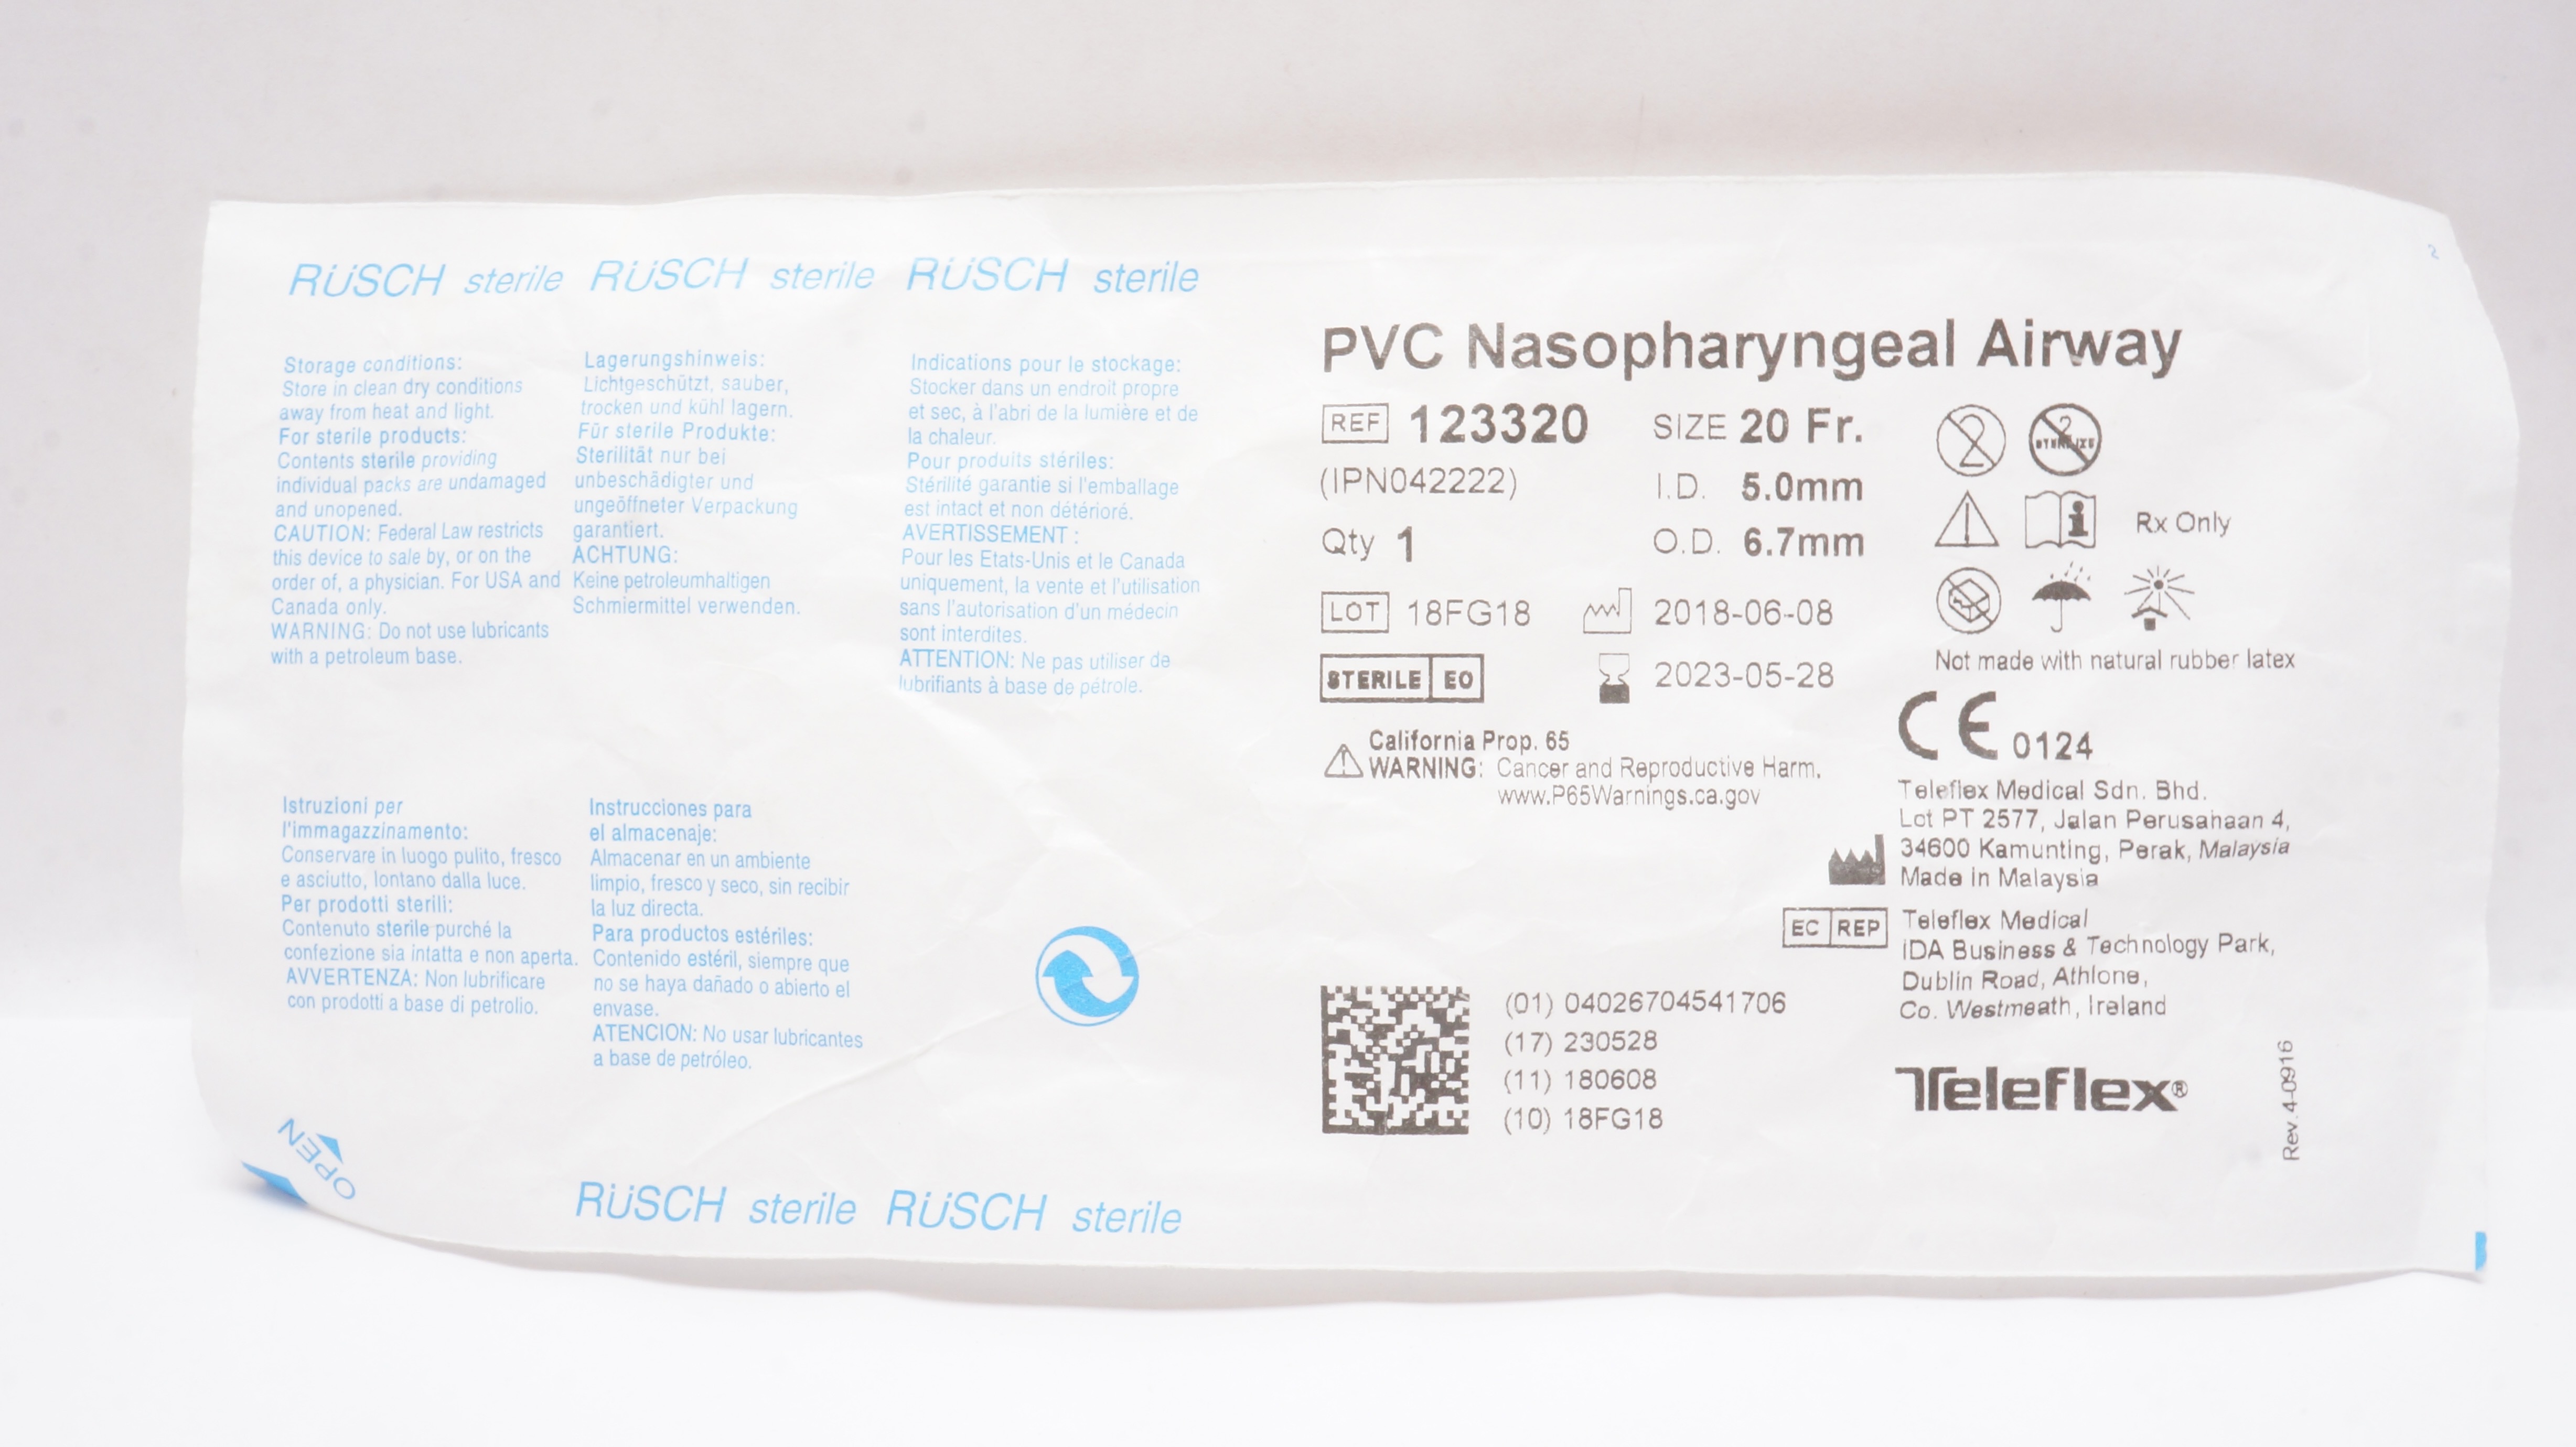 RÜSCH sterile RÜSCH sterile RÜSCH sterile
Storage conditions:
Store in clean dry conditions
away from heat and light.
For sterile products:
Contents sterile providing
individual packs are undamaged
and unopened.
CAUTION: Federal Law restricts
this device to sale by, or on the
order of, a physician. For USA and
Canada only.
WARNING: Do not use lubricants
with a petroleum base.
Lagerungshinweis:
Lichtgeschützt, sauber,
trocken und kühl lagern.
Für sterile Produkte:
Sterilität nur bei
unbeschädigter und
ungeöffneter Verpackung
garantiert.
ACHTUNG:
Keine petroleumhaltigen
Schmiermittel verwenden.
Indications pour le stockage:
Stocker dans un endroit propre
et sec, à l'abri de la lumière et de
la chaleur.
Pour produits stériles:
Stérilité garantie si l'emballage
est intact et non détérioré.
AVERTISSEMENT :
Pour les Etats-Unis et le Canada
uniquement, la vente et l'utilisation
sans l'autorisation d'un médecin
sont interdites.
ATTENTION: Ne pas utiliser de
lubrifiants à base de pétrole.
Istruzioni per
l'immagazzinamento:
Conservare in luogo pulito, fresco
e asciutto, lontano dalla luce.
Per prodotti sterili:
Contenuto sterile purché la
confezione sia intatta e non aperta.
AVVERTENZA: Non lubrificare
con prodotti a base di petrolio.
Instrucciones para
el almacenaje:
Almacenar en un ambiente
limpio, fresco y seco, sin recibir
la luz directa.
Para productos estériles:
Contenido estéril, siempre que
no se haya dañado o abierto el
envase.
ATENCION: No usar lubricantes
a base de petróleo.
OPEN
RÜSCH sterile RÜSCH sterile
PVC Nasopharyngeal Airway
REF 123320 SIZE 20 Fr.
(IPN042222) I.D. 5.0mm
Qty 1 O.D. 6.7mm
LOT 18FG18 2018-06-08
STERILE EO 2023-05-28
2
2 STERILIZE
Rx Only
Not made with natural rubber latex
California Prop. 65
WARNING: Cancer and Reproductive Harm.
www.P65Warnings.ca.gov
CE 0124
Teleflex Medical Sdn. Bhd.
Lot PT 2577, Jalan Perusahaan 4,
34600 Kamunting, Perak, Malaysia
Made in Malaysia
EC REP Teleflex Medical
IDA Business & Technology Park,
Dublin Road, Athlone,
Co. Westmeath, Ireland
(01) 04026704541706
(17) 230528
(11) 180608
(10) 18FG18
Teleflex®
Rev.4-0916
2